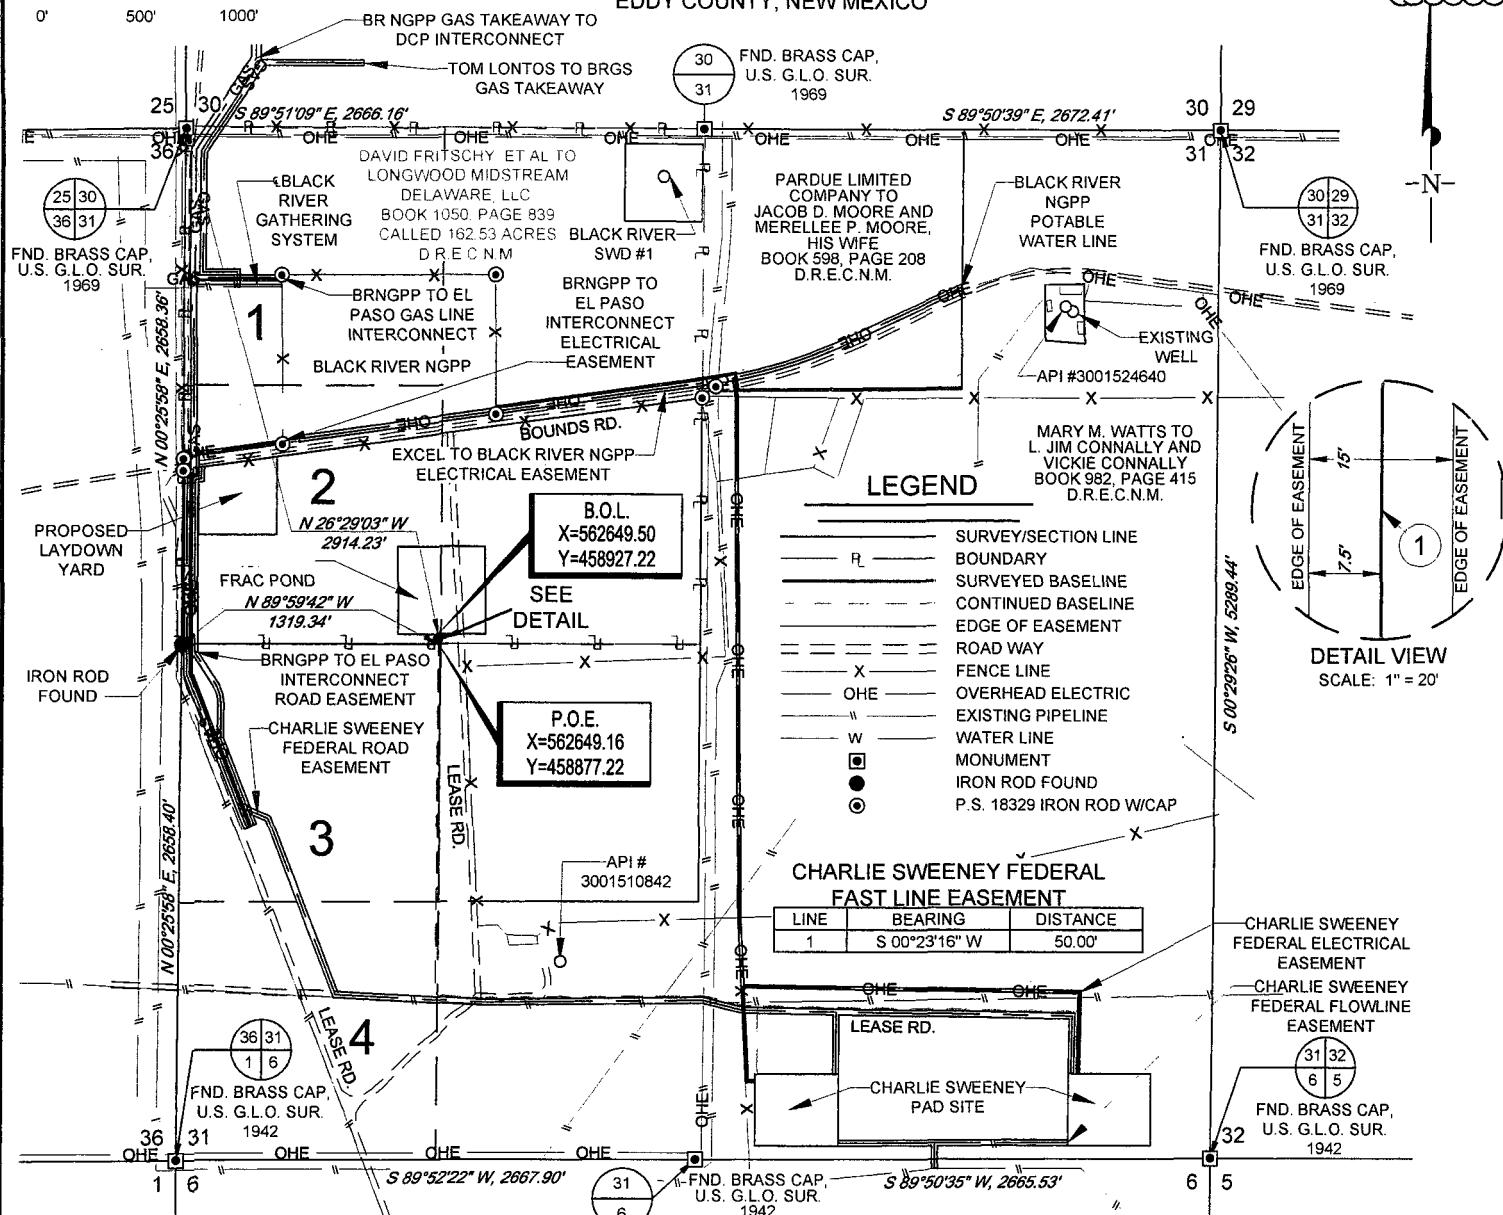 EDDY COUNTY, NEW MEXICO
0' 500' 1000'
BR NGPP GAS TAKEAWAY TO
DCP INTERCONNECT
TOM LONTOS TO BRGS
GAS TAKEAWAY
30
31
FND. BRASS CAP,
U.S. G.L.O. SUR.
1969
25 30
36
S 89°51'09" E, 2666.16'
S 89°50'39" E, 2672.41'
30 29
31 32
-N-
25 30
36 31
FND. BRASS CAP,
U.S. G.L.O. SUR.
1969
BLACK
RIVER
GATHERING
SYSTEM
DAVID FRITSCHY ET AL TO
LONGWOOD MIDSTREAM
DELAWARE, LLC
BOOK 1050, PAGE 839
CALLED 162.53 ACRES
D.R.E.C.N.M
BLACK RIVER
SWD #1
PARDUE LIMITED
COMPANY TO
JACOB D. MOORE AND
MERELLEE P. MOORE,
HIS WIFE
BOOK 598, PAGE 208
D.R.E.C.N.M.
BLACK RIVER
NGPP
POTABLE
WATER LINE
30 29
31 32
FND. BRASS CAP,
U.S. G.L.O. SUR.
1969
N 00°25'58" E, 2658.36'
1
BRNGPP TO EL
PASO GAS LINE
INTERCONNECT
BLACK RIVER NGPP
BRNGPP TO
EL PASO
INTERCONNECT
ELECTRICAL
EASEMENT
EXISTING
WELL
API #3001524640
BOUNDS RD.
EXCEL TO BLACK RIVER NGPP
ELECTRICAL EASEMENT
MARY M. WATTS TO
L. JIM CONNALLY AND
VICKIE CONNALLY
BOOK 982, PAGE 415
D.R.E.C.N.M.
2
PROPOSED
LAYDOWN
YARD
N 26°29'03" W
2914.23'
B.O.L.
X=562649.50
Y=458927.22
SEE
DETAIL
FRAC POND
N 89°59'42" W
1319.34'
LEGEND
SURVEY/SECTION LINE
PL BOUNDARY
SURVEYED BASELINE
CONTINUED BASELINE
EDGE OF EASEMENT
ROAD WAY
X FENCE LINE
OHE OVERHEAD ELECTRIC
EXISTING PIPELINE
W WATER LINE
MONUMENT
IRON ROD FOUND
P.S. 18329 IRON ROD W/CAP
EDGE OF EASEMENT
15'
7.5'
1
EDGE OF EASEMENT
DETAIL VIEW
SCALE: 1" = 20'
S 00°29'26" W, 5289.44'
IRON ROD
FOUND
BRNGPP TO EL PASO
INTERCONNECT
ROAD EASEMENT
P.O.E.
X=562649.16
Y=458877.22
CHARLIE SWEENEY
FEDERAL ROAD
EASEMENT
LEASE RD.
N 00°25'58" E, 2658.40'
3
API #
3001510842
CHARLIE SWEENEY FEDERAL
FAST LINE EASEMENT
LINE BEARING DISTANCE
1 S 00°23'16" W 50.00'
CHARLIE SWEENEY
FEDERAL ELECTRICAL
EASEMENT
CHARLIE SWEENEY
FEDERAL FLOWLINE
EASEMENT
LEASE RD.
4
LEASE RD.
36 31
1 6
FND. BRASS CAP,
U.S. G.L.O. SUR.
1942
CHARLIE SWEENEY
PAD SITE
31 32
6 5
FND. BRASS CAP,
U.S. G.L.O. SUR.
1942
36 31
1 6
S 89°52'22" W, 2667.90'
31
6
FND. BRASS CAP,
U.S. G.L.O. SUR.
1942
S 89°50'35" W, 2665.53'
32
6 5